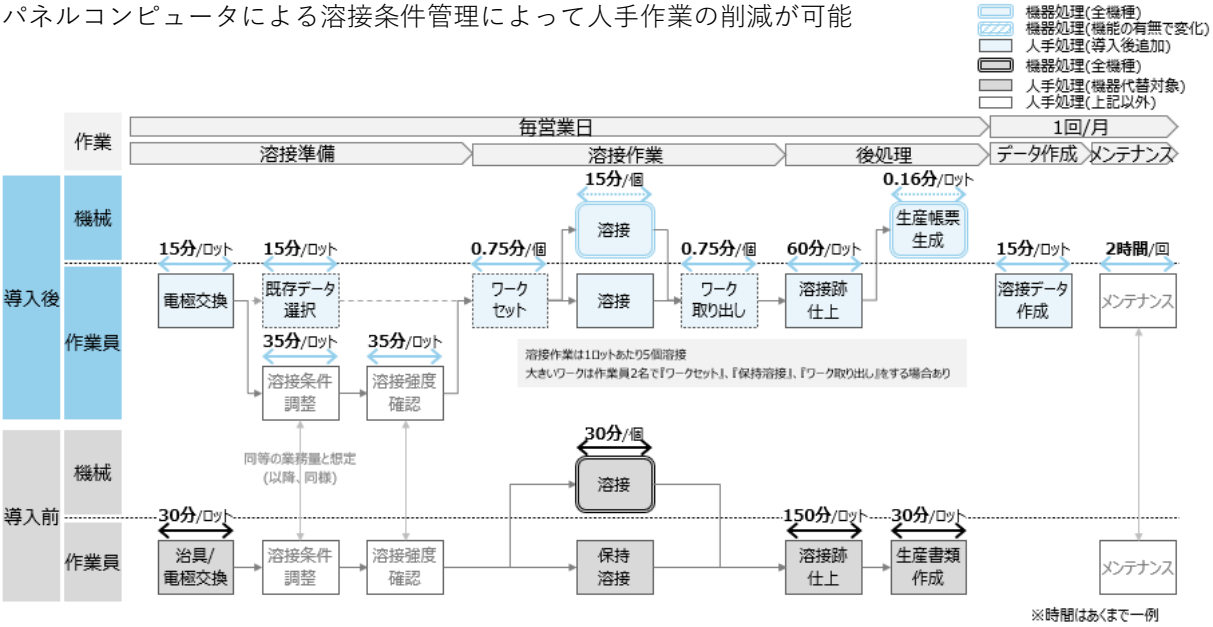 パネルコンピュータによる溶接条件管理によって人手作業の削減が可能
機器処理(全機種)
機器処理(機能の有無で変化)
人手処理(導入後追加)
機器処理(全機種)
人手処理(機器代替対象)
人手処理(上記以外)
作業
毎営業日
1回/月
溶接準備
溶接作業
後処理
データ作成
メンテナンス
導入後
機械
15分/個
溶接
0.16分/ロット
生産帳票
生成
作業員
15分/ロット
電極交換
15分/ロット
既存データ
選択
0.75分/個
ワーク
セット
溶接
0.75分/個
ワーク
取り出し
60分/ロット
溶接跡
仕上
15分/ロット
溶接データ
作成
2時間/回
メンテナンス
35分/ロット
溶接条件
調整
35分/ロット
溶接強度
確認
溶接作業は1ロットあたり5個溶接
大きいワークは作業員2名で『ワークセット』、『保持溶接』、『ワーク取り出し』をする場合あり
同等の業務量と想定
(以降、同様)
導入前
機械
30分/個
溶接
作業員
30分/ロット
治具/
電極交換
溶接条件
調整
溶接強度
確認
保持
溶接
150分/ロット
溶接跡
仕上
30分/ロット
生産書類
作成
メンテナンス
※時間はあくまで一例